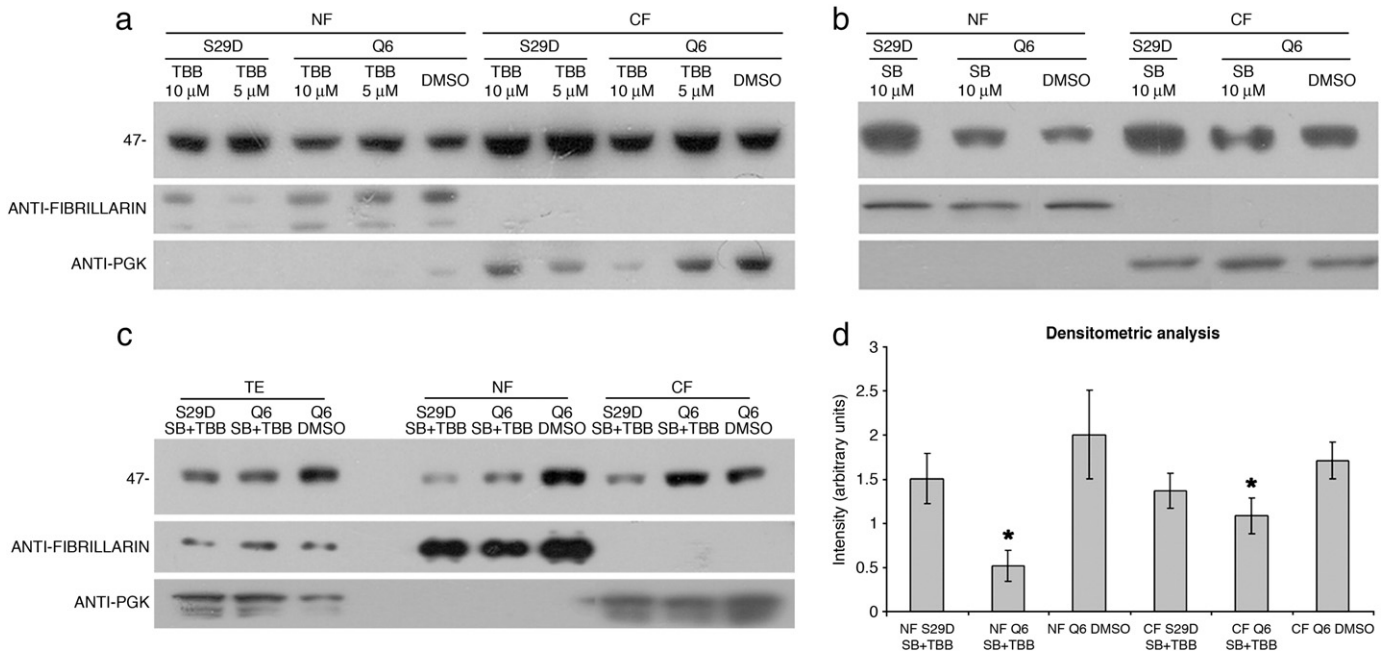 a
NF CF
S29D Q6 S29D Q6
TBB TBB TBB TBB DMSO TBB TBB TBB TBB DMSO
10 µM 5 µM 10 µM 5 µM 10 µM 5 µM 10 µM 5 µM
47-
ANTI-FIBRILLARIN
ANTI-PGK
b
NF CF
S29D Q6 S29D Q6
SB SB DMSO SB SB DMSO
10 µM 10 µM 10 µM 10 µM
c
TE NF CF
S29D Q6 Q6 S29D Q6 Q6 S29D Q6 Q6
SB+TBB SB+TBB DMSO SB+TBB SB+TBB DMSO SB+TBB SB+TBB DMSO
47-
ANTI-FIBRILLARIN
ANTI-PGK
d
Densitometric analysis
Intensity (arbitrary units)
3
2.5
2
1.5
1
0.5
0
* *
NF S29D NF Q6 NF Q6 DMSO CF S29D CF Q6 CF Q6 DMSO
SB+TBB SB+TBB SB+TBB SB+TBB